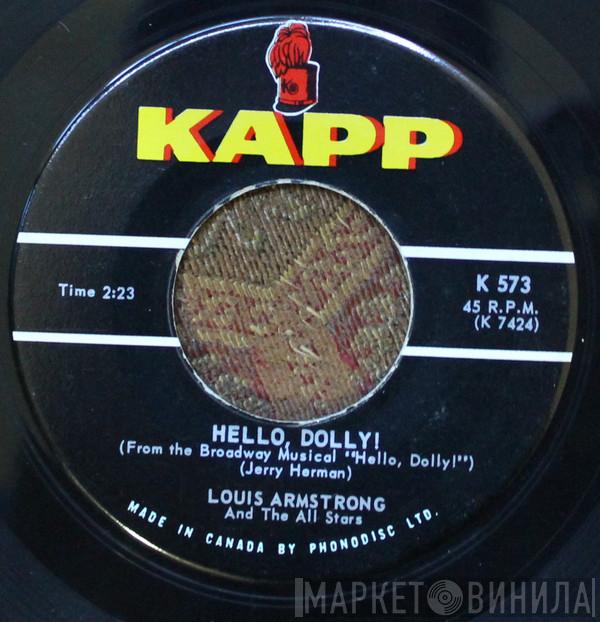 KAPP
Time 2:23
K 573
45 R.P.M.
(K 7424)
HELLO, DOLLY!
(From the Broadway Musical "Hello, Dolly!")
(Jerry Herman)
LOUIS ARMSTRONG
And The All Stars
MADE IN CANADA BY PHONODISC LTD.
МАРКЕТ ВИНИЛА